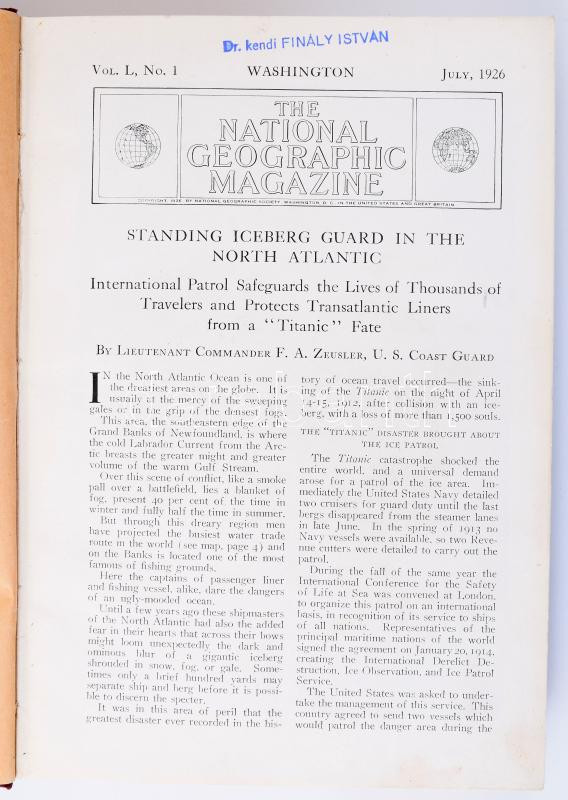 Dr. kendi FINÁLY ISTVÁN
VOL. L, No. 1 WASHINGTON JULY, 1926
THE
NATIONAL
GEOGRAPHIC
MAGAZINE
COPYRIGHT, 1926, BY NATIONAL GEOGRAPHIC SOCIETY, WASHINGTON, D. C. IN THE UNITED STATES AND GREAT BRITAIN
STANDING ICEBERG GUARD IN THE
NORTH ATLANTIC
International Patrol Safeguards the Lives of Thousands of
Travelers and Protects Transatlantic Liners
from a "Titanic" Fate
BY LIEUTENANT COMMANDER F. A. ZEUSLER, U. S. COAST GUARD
IN the North Atlantic Ocean is one of
the dreariest areas on the globe. It is
usually at the mercy of the sweeping
gales or in the grip of the densest fogs.
This area, the southeastern edge of the
Grand Banks of Newfoundland, is where
the cold Labrador Current from the Arc-
tic breasts the greater might and greater
volume of the warm Gulf Stream.
Over this scene of conflict, like a smoke
pall over a battlefield, lies a blanket of
fog, present 40 per cent of the time in
winter and fully half the time in summer.
But through this dreary region men
have projected the busiest water trade
route in the world (see map, page 4) and
on the Banks is located one of the most
famous of fishing grounds.
Here the captains of passenger liner
and fishing vessel, alike, dare the dangers
of an ugly-mooded ocean.
Until a few years ago these shipmasters
of the North Atlantic had also the added
fear in their hearts that across their bows
might loom unexpectedly the dark and
ominous blur of a gigantic iceberg
shrouded in snow, fog, or gale. Some-
times only a brief hundred yards may
separate ship and berg before it is possi-
ble to discern the specter.
It was in this area of peril that the
greatest disaster ever recorded in the his-
tory of ocean travel occurred—the sink-
ing of the Titanic on the night of April
14-15, 1912, after collision with an ice-
berg, with a loss of more than 1,500 souls.
THE "TITANIC" DISASTER BROUGHT ABOUT
THE ICE PATROL
The Titanic catastrophe shocked the
entire world, and a universal demand
arose for a patrol of the ice area. Im-
mediately the United States Navy detailed
two cruisers for guard duty until the last
bergs disappeared from the steamer lanes
in late June. In the spring of 1913 no
Navy vessels were available, so two Reve-
nue cutters were detailed to carry out the
patrol.
During the fall of the same year the
International Conference for the Safety
of Life at Sea was convened at London,
to organize this patrol on an international
basis, in recognition of its service to ships
of all nations. Representatives of the
principal maritime nations of the world
signed the agreement on January 20, 1914,
creating the International Derelict De-
struction, Ice Observation, and Ice Patrol
Service.
The United States was asked to under-
take the management of this service. This
country agreed to send two vessels which
would patrol the danger area during the